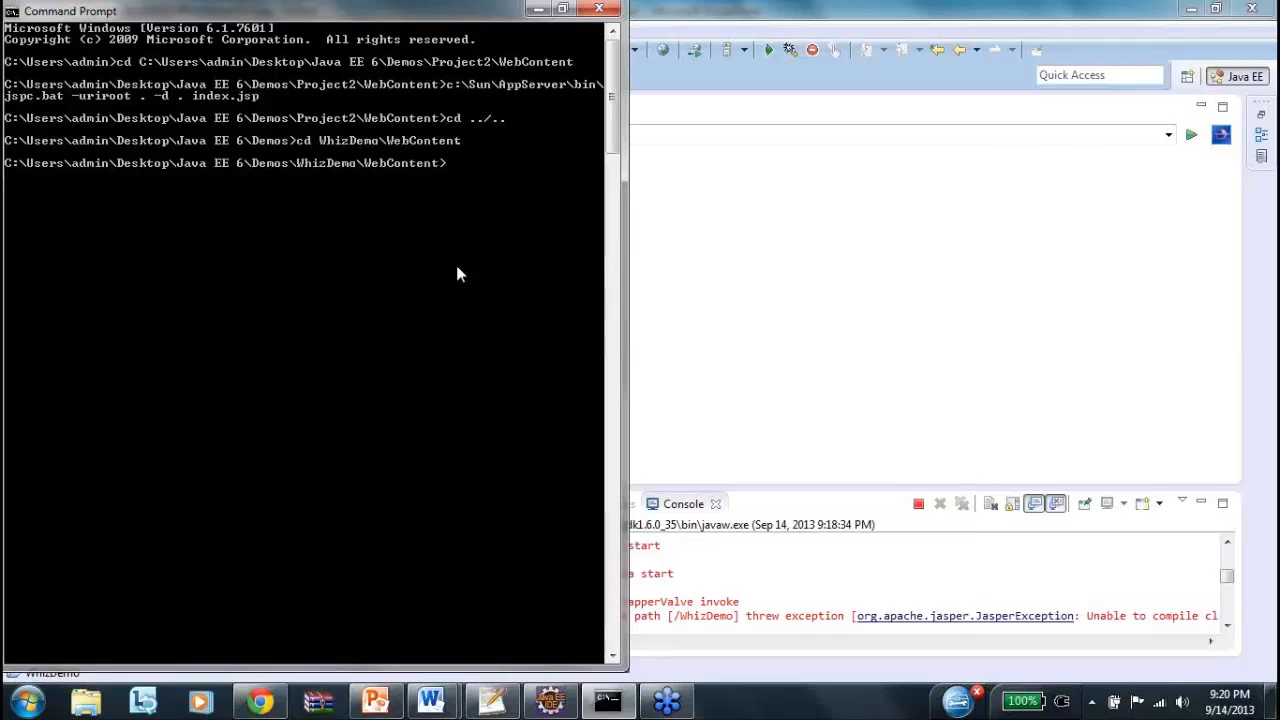 Command Prompt
Microsoft Windows [Version 6.1.7601]
Copyright (c) 2009 Microsoft Corporation.  All rights reserved.
C:\Users\admin>cd C:\Users\admin\Desktop\Java EE 6\Demos\Project2\WebContent
C:\Users\admin\Desktop\Java EE 6\Demos\Project2\WebContent>c:\Sun\AppServer\bin\
jspc.bat -uriroot . -d . index.jsp
C:\Users\admin\Desktop\Java EE 6\Demos\Project2\WebContent>cd ../..
C:\Users\admin\Desktop\Java EE 6\Demos>cd WhizDemo\WebContent
C:\Users\admin\Desktop\Java EE 6\Demos\WhizDemo\WebContent>
Quick Access
Java EE
Console
dk1.6.0_35\bin\javaw.exe (Sep 14, 2013 9:18:34 PM)
start
a start
apperValve invoke
path [/WhizDemo] threw exception [org.apache.jasper.JasperException: Unable to compile cl
WhizDemo
Java EE
IDE
100%
9:20 PM
9/14/2013